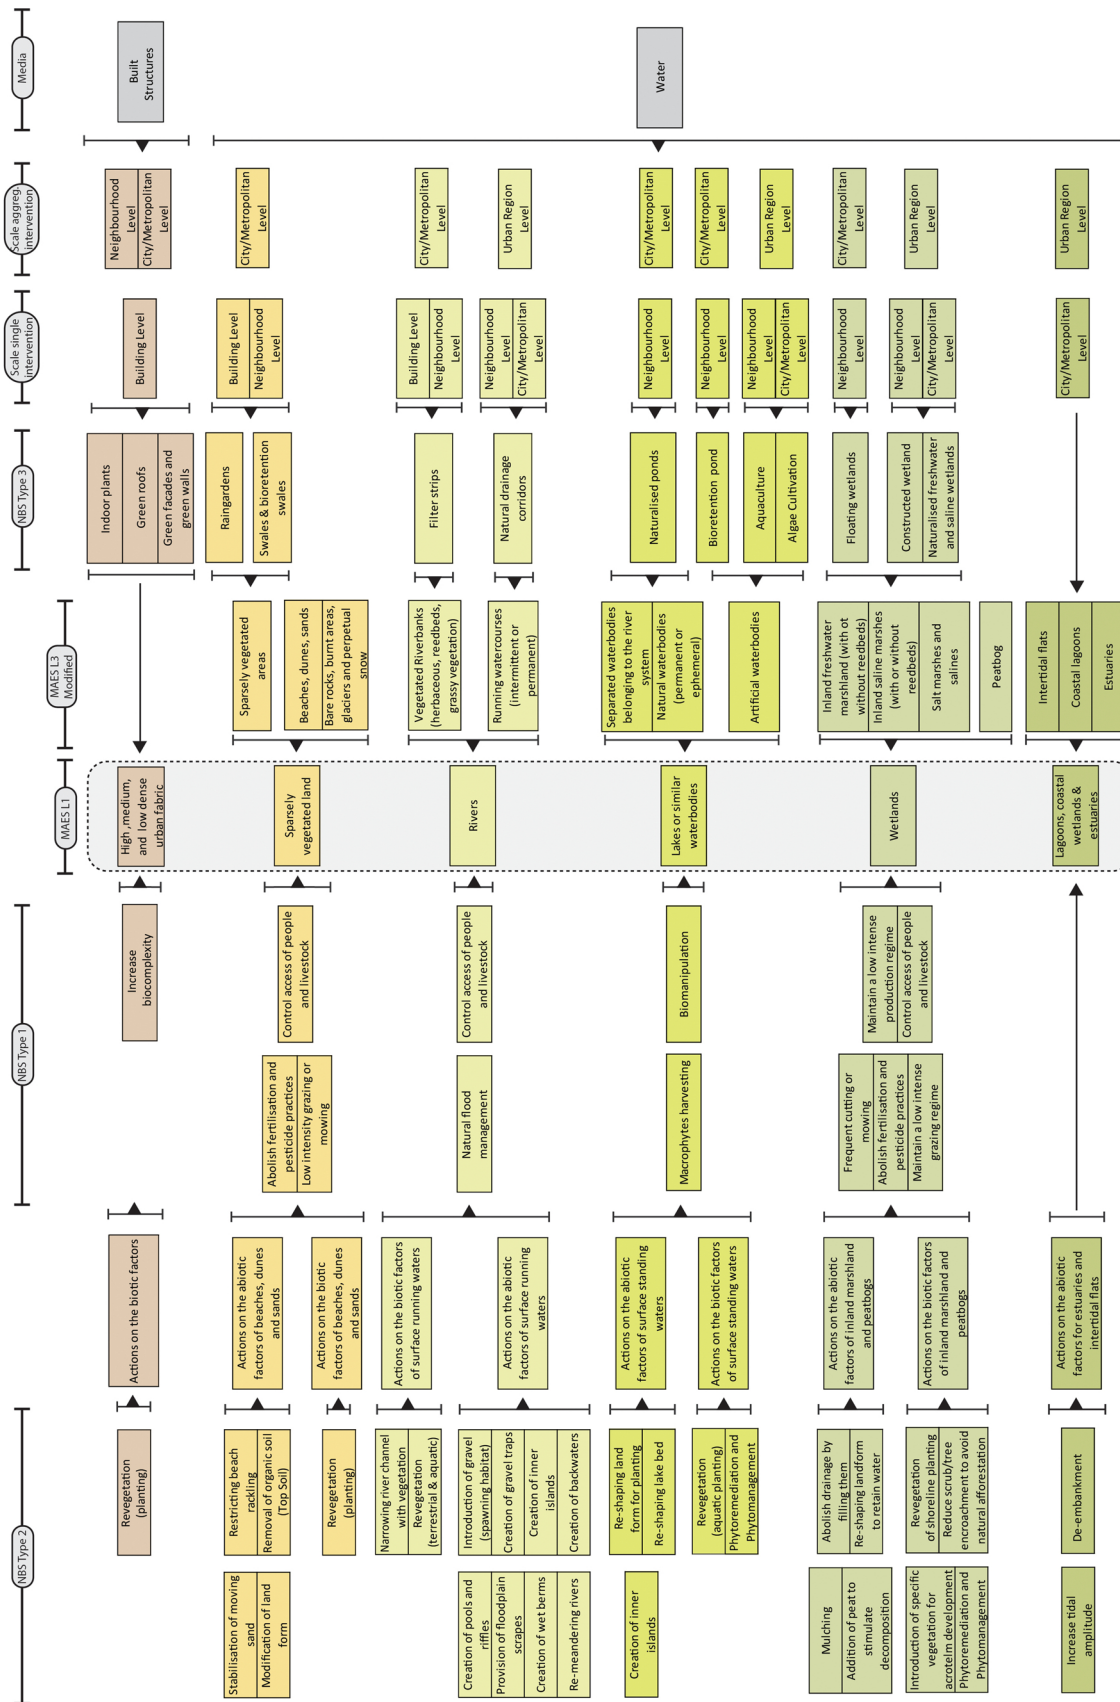 NBS Type 2
NBS Type 1
MAES L1
MAES L3
Modified
NBS Type 3
Scale single
intervention
Scale aggreg.
intervention
Media
Revegetation
(planting)
Actions on the biotic factors
Increase
biocomplexity
High ,medium,
and low dense
urban fabric
Indoor plants
Green roofs
Green facades and
green walls
Building Level
Neighbourhood
Level
City/Metropolitan
Level
Built
Structures
Stabilisation of moving
sand
Modification of land
form
Restricting beach
rackling
Removal of organic soil
(Top Soil)
Actions on the abiotic
factors of beaches, dunes
and sands
Revegetation
(planting)
Actions on the biotic
factors of beaches, dunes
and sands
Abolish fertilisation and
pesticide practices
Low intensity grazing or
mowing
Control access of people
and livestock
Sparsely
vegetated land
Sparsely vegetated
areas
Beaches, dunes, sands
Bare rocks, burnt areas,
glaciers and perpetual
snow
Raingardens
Swales & bioretention
swales
Building Level
Neighbourhood
Level
City/Metropolitan
Level
Narrowing river channel
with vegetation
Revegetation
(terrestrial & aquatic)
Actions on the biotic factors
of surface running waters
Creation of pools and
riffles
Provision of floodplain
scrapes
Creation of wet berms
Re-meandering rivers
Introduction of gravel
(spawning habitat)
Creation of gravel traps
Creation of inner
islands
Creation of backwaters
Actions on the abiotic
factors of surface running
waters
Natural flood
management
Control access of people
and livestock
Rivers
Vegetated Riverbanks
(herbaceous, reedbeds,
grassy vegetation)
Running watercourses
(intermittent or
permanent)
Filter strips
Natural drainage
corridors
Building Level
Neighbourhood
Level
Neighbourhood
Level
City/Metropolitan
Level
City/Metropolitan
Level
Urban Region
Level
Creation of inner
islands
Re-shaping land
form for planting
Re-shaping lake bed
Actions on the abiotic
factors of surface standing
waters
Revegetation
(aquatic planting)
Phytoremediation and
Phytomanagement
Actions on the biotic factors
of surface standing waters
Macrophytes harvesting
Biomanipulation
Lakes or similar
waterbodies
Separated waterbodies
belonging to the river
system
Natural waterbodies
(permanent or
ephemeral)
Artificial waterbodies
Naturalised ponds
Bioretention pond
Aquaculture
Algae Cultivation
Neighbourhood
Level
Neighbourhood
Level
Neighbourhood
Level
City/Metropolitan
Level
City/Metropolitan
Level
City/Metropolitan
Level
Urban Region
Level
Water
Mulching
Addition of peat to
stimulate
decomposition
Abolish drainage by
filling them
Re-shaping landform
to retain water
Actions on the abiotic
factors of inland marshland
and peatbogs
Introduction of specific
vegetation for
acrotelm development
Phytoremediation and
Phytomanagement
Revegetation
of shoreline planting
Reduce scrub/tree
encroachment to avoid
natural afforestation
Actions on the biotic factors
of inland marshland and
peatbogs
Frequent cutting or
mowing
Abolish fertilisation and
pesticide practices
Maintain a low intense
grazing regime
Maintain a low intense
production regime
Control access of people
and livestock
Wetlands
Inland freshwater
marshland (with ot
without reedbeds)
Inland saline marshes
(with or without
reedbeds)
Salt marshes and
salines
Peatbog
Floating wetlands
Constructed wetland
Naturalised freshwater
and saline wetlands
Neighbourhood
Level
Neighbourhood
Level
City/Metropolitan
Level
City/Metropolitan
Level
Urban Region
Level
Increase tidal
amplitude
De-embankment
Actions on the abiotic
factors for estuaries and
intertidal flats
Lagoons, coastal
wetlands &
estuaries
Intertidal flats
Coastal lagoons
Estuaries
City/Metropolitan
Level
Urban Region
Level